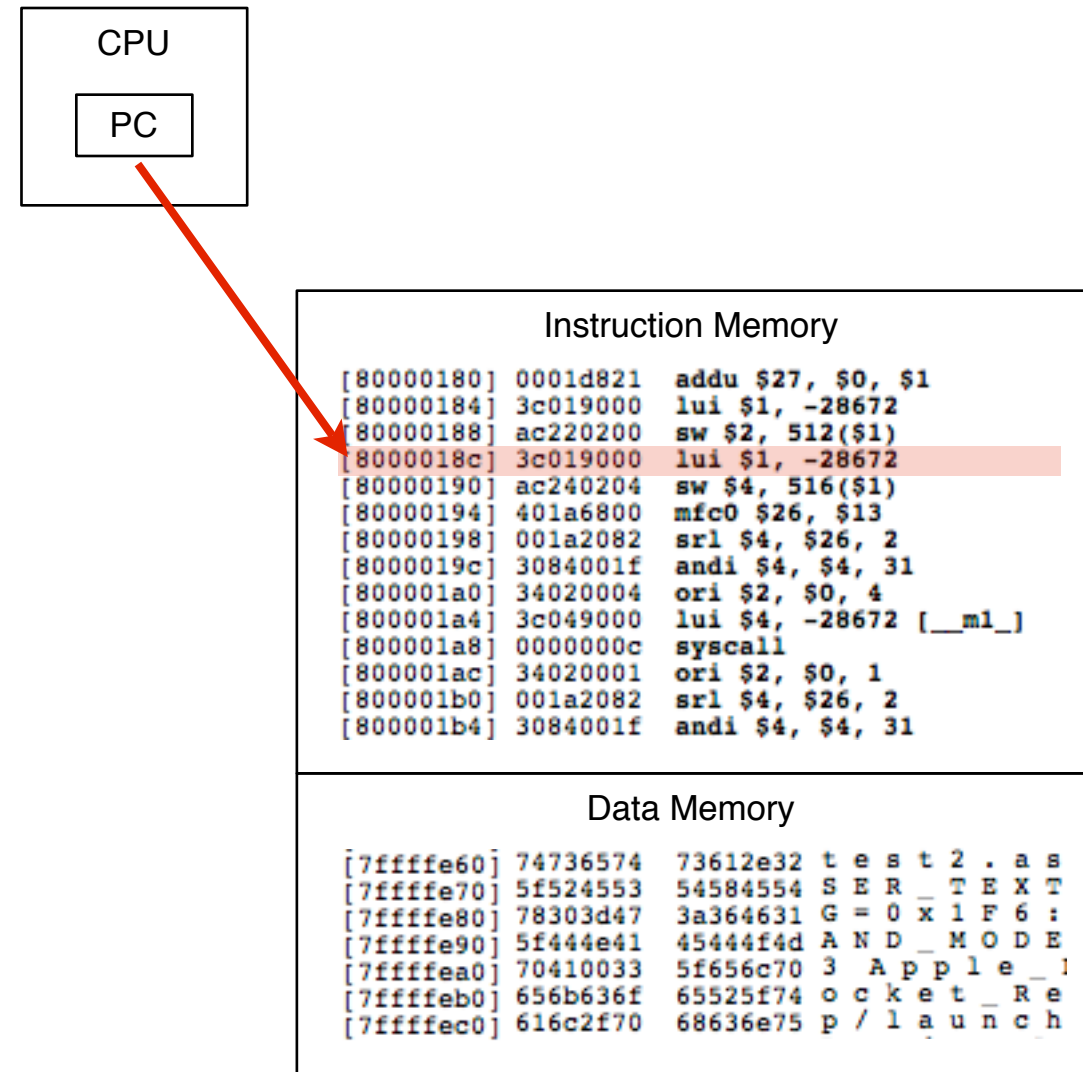 CPU
PC
Instruction Memory
[80000180] 0001d821 addu $27, $0, $1
[80000184] 3c019000 lui $1, -28672
[80000188] ac220200 sw $2, 512($1)
[8000018c] 3c019000 lui $1, -28672
[80000190] ac240204 sw $4, 516($1)
[80000194] 401a6800 mfc0 $26, $13
[80000198] 001a2082 srl $4, $26, 2
[8000019c] 3084001f andi $4, $4, 31
[800001a0] 34020004 ori $2, $0, 4
[800001a4] 3c049000 lui $4, -28672 [__m1_]
[800001a8] 0000000c syscall
[800001ac] 34020001 ori $2, $0, 1
[800001b0] 001a2082 srl $4, $26, 2
[800001b4] 3084001f andi $4, $4, 31
Data Memory
[7ffffe60] 74736574 73612e32 t e s t 2 . a s
[7ffffe70] 5f524553 54584554 S E R _ T E X T
[7ffffe80] 78303d47 3a364631 G = 0 x 1 F 6 :
[7ffffe90] 5f444e41 45444f4d A N D _ M O D E
[7ffffea0] 70410033 5f656c70 3 A p p l e _
[7ffffeb0] 656b636f 65525f74 o c k e t _ R e
[7ffffec0] 616c2f70 68636e75 p / l a u n c h